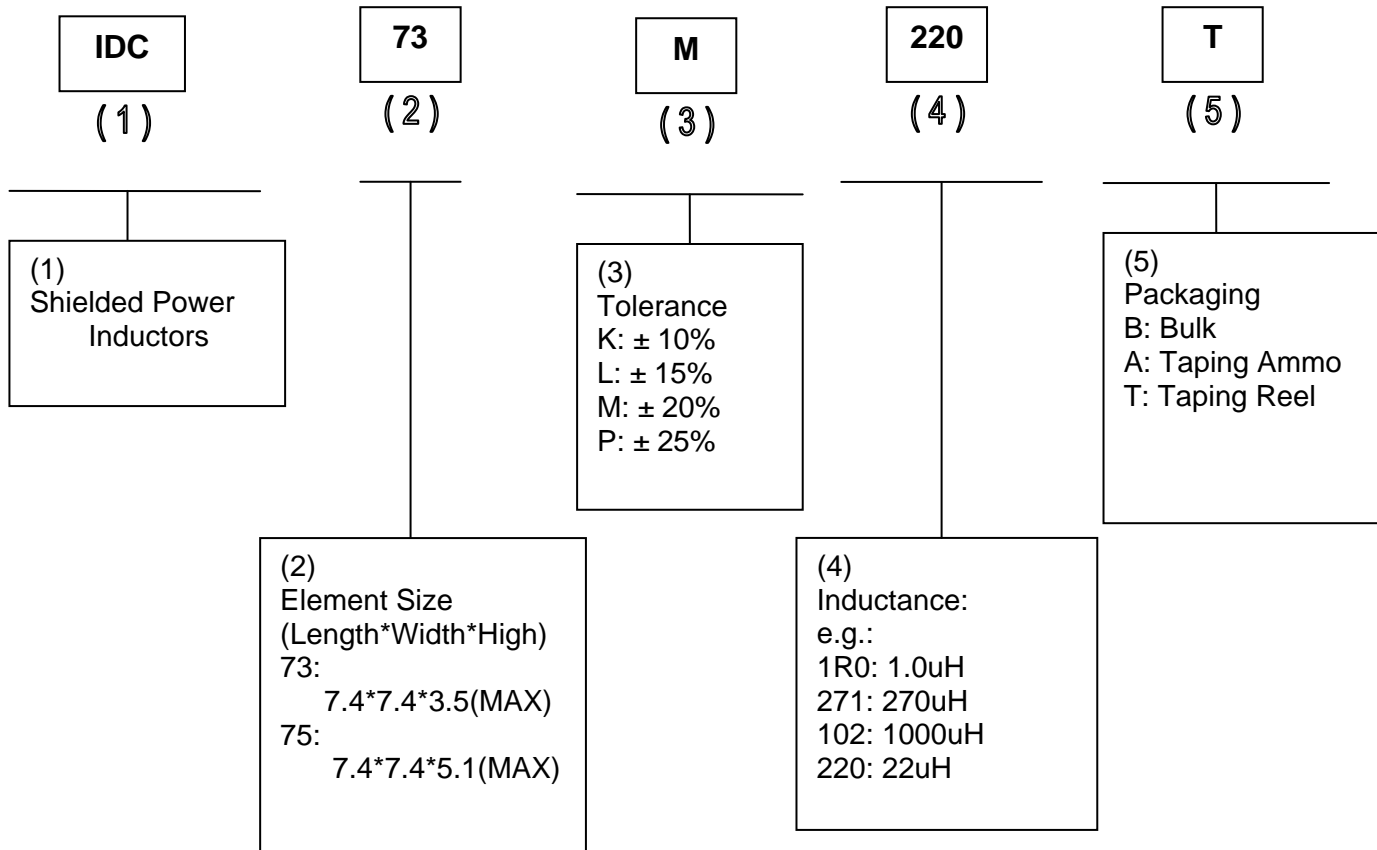 IDC
73
M
220
T
(1)
(2)
(3)
(4)
(5)
(1)
Shielded Power
Inductors
(3)
Tolerance
K: ± 10%
L: ± 15%
M: ± 20%
P: ± 25%
(5)
Packaging
B: Bulk
A: Taping Ammo
T: Taping Reel
(2)
Element Size
(Length*Width*High)
73:
7.4*7.4*3.5(MAX)
75:
7.4*7.4*5.1(MAX)
(4)
Inductance:
e.g.:
1R0: 1.0uH
271: 270uH
102: 1000uH
220: 22uH